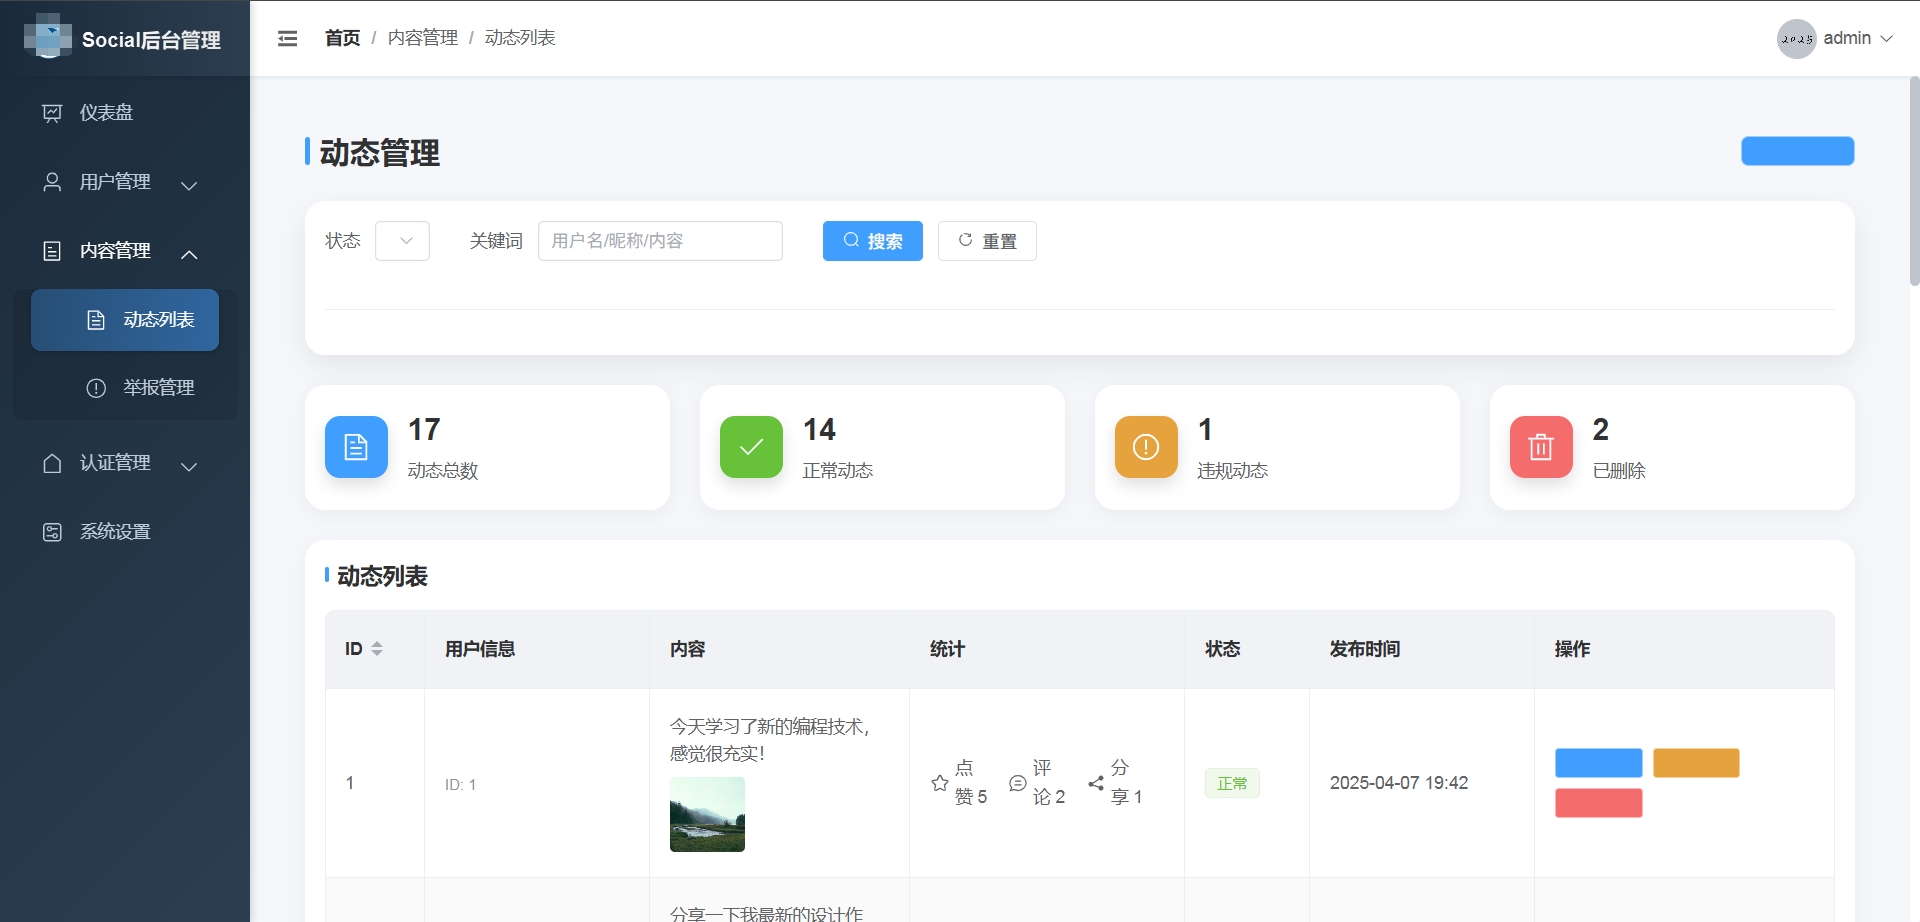 Social后台管理
首页 / 内容管理 / 动态列表
2025
admin
仪表盘
用户管理
内容管理
动态列表
举报管理
认证管理
系统设置
动态管理
状态
关键词
用户名/昵称/内容
搜索
重置
17
动态总数
14
正常动态
1
违规动态
2
已删除
动态列表
ID
用户信息
内容
统计
状态
发布时间
操作
1
ID: 1
今天学习了新的编程技术，
感觉很充实！
点
赞 5
评
论 2
分
享 1
正常
2025-04-07 19:42
分享一下我最新的设计作